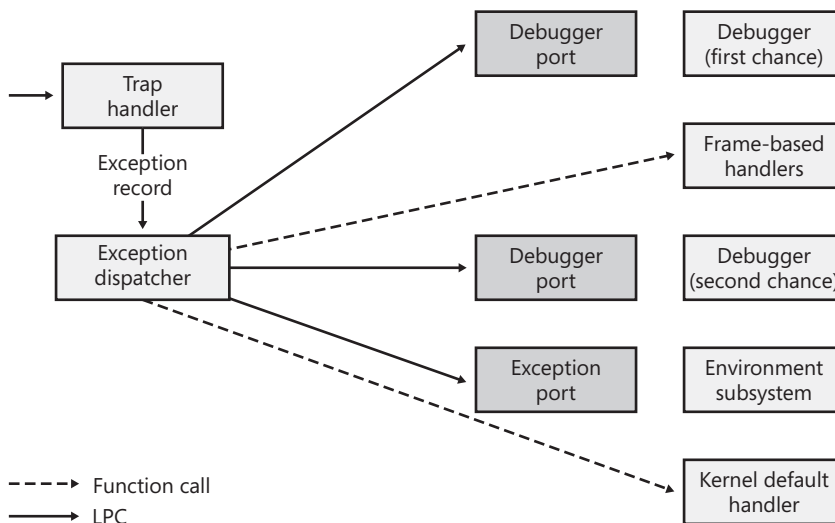 Debugger
port
Debugger
(first chance)
Trap
handler
Exception
record
Frame-based
handlers
Exception
dispatcher
Debugger
port
Debugger
(second chance)
Exception
port
Environment
subsystem
Kernel default
handler
Function call
LPC